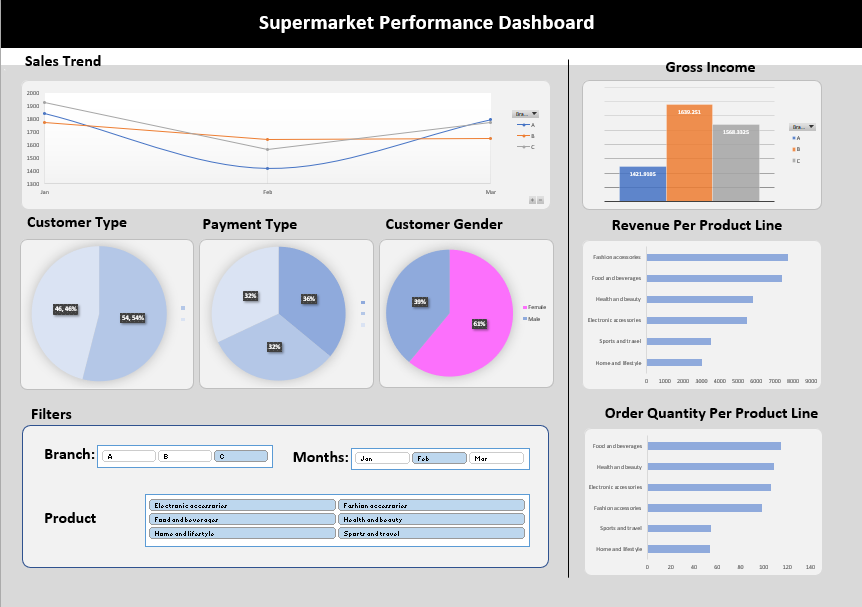 Supermarket Performance Dashboard
Sales Trend
2000
1900
1800
1700
1600
1500
1400
1300
Jan
Feb
Mar
Bra...
A
B
C
Gross Income
1421.8105
1639.251
1568.3325
Bra...
A
B
C
Customer Type
46, 46%
54, 54%
Payment Type
32%
36%
32%
Customer Gender
39%
61%
Female
Male
Revenue Per Product Line
Fashion accessories
Food and beverages
Health and beauty
Electronic accessories
Sports and travel
Home and lifestyle
0 1000 2000 3000 4000 5000 6000 7000 8000 9000
Filters
Branch:
A
B
C
Months:
Jan
Feb
Mar
Product
Electronic accessories
Fashion accessories
Food and beverages
Health and beauty
Home and lifestyle
Sports and travel
Order Quantity Per Product Line
Food and beverages
Health and beauty
Electronic accessories
Fashion accessories
Sports and travel
Home and lifestyle
0 20 40 60 80 100 120 140